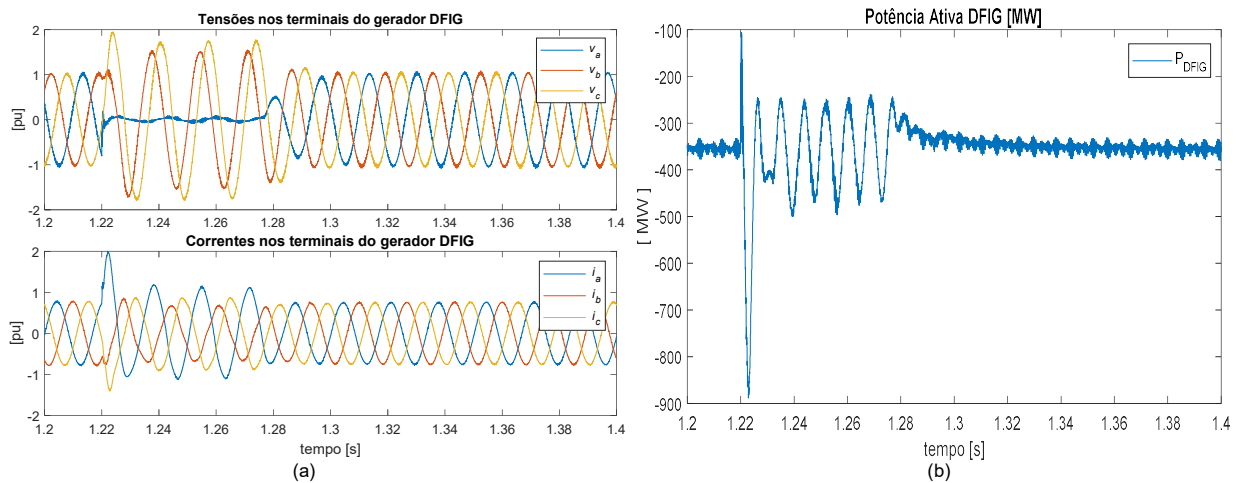 Tensões nos terminais do gerador DFIG
2
1
0
-1
-2
[pu]
v_a
v_b
v_c
1.2 1.22 1.24 1.26 1.28 1.3 1.32 1.34 1.36 1.38 1.4
Correntes nos terminais do gerador DFIG
2
1
0
-1
-2
[pu]
i_a
i_b
i_c
1.2 1.22 1.24 1.26 1.28 1.3 1.32 1.34 1.36 1.38 1.4
tempo [s]
(a)
Potência Ativa DFIG [MW]
-100
-200
-300
-400
-500
-600
-700
-800
-900
[ MW ]
P_DFIG
1.2 1.22 1.24 1.26 1.28 1.3 1.32 1.34 1.36 1.38 1.4
tempo [s]
(b)